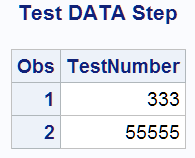 Test DATA Step
Obs TestNumber
1 333
2 55555